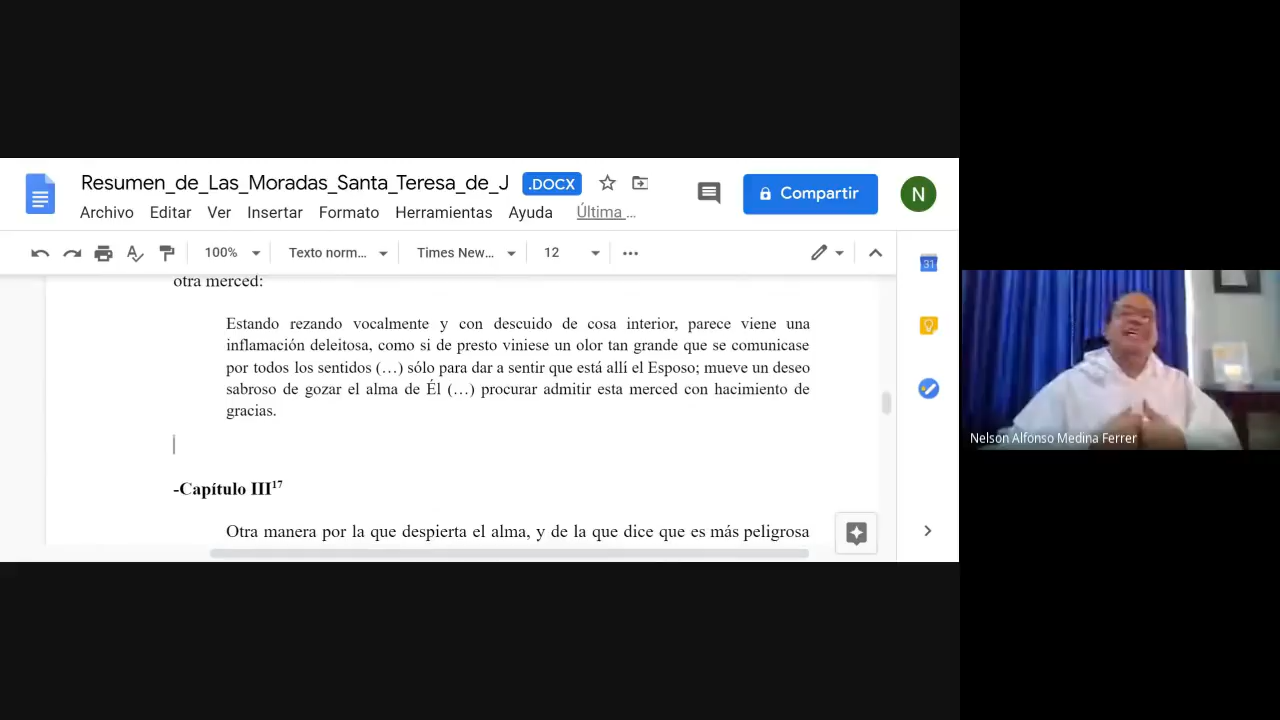 Resumen_de_Las_Moradas_Santa_Teresa_de_J .DOCX
Compartir
N
Archivo Editar Ver Insertar Formato Herramientas Ayuda Última ...
100% Texto norm... Times New... 12
31
otra merced:
Estando rezando vocalmente y con descuido de cosa interior, parece viene una
inflamación deleitosa, como si de presto viniese un olor tan grande que se comunicase
por todos los sentidos (…) sólo para dar a sentir que está allí el Esposo; mueve un deseo
sabroso de gozar el alma de Él (…) procurar admitir esta merced con hacimiento de
gracias.
-Capítulo III17
Otra manera por la que despierta el alma, y de la que dice que es más peligrosa
Nelson Alfonso Medina Ferrer